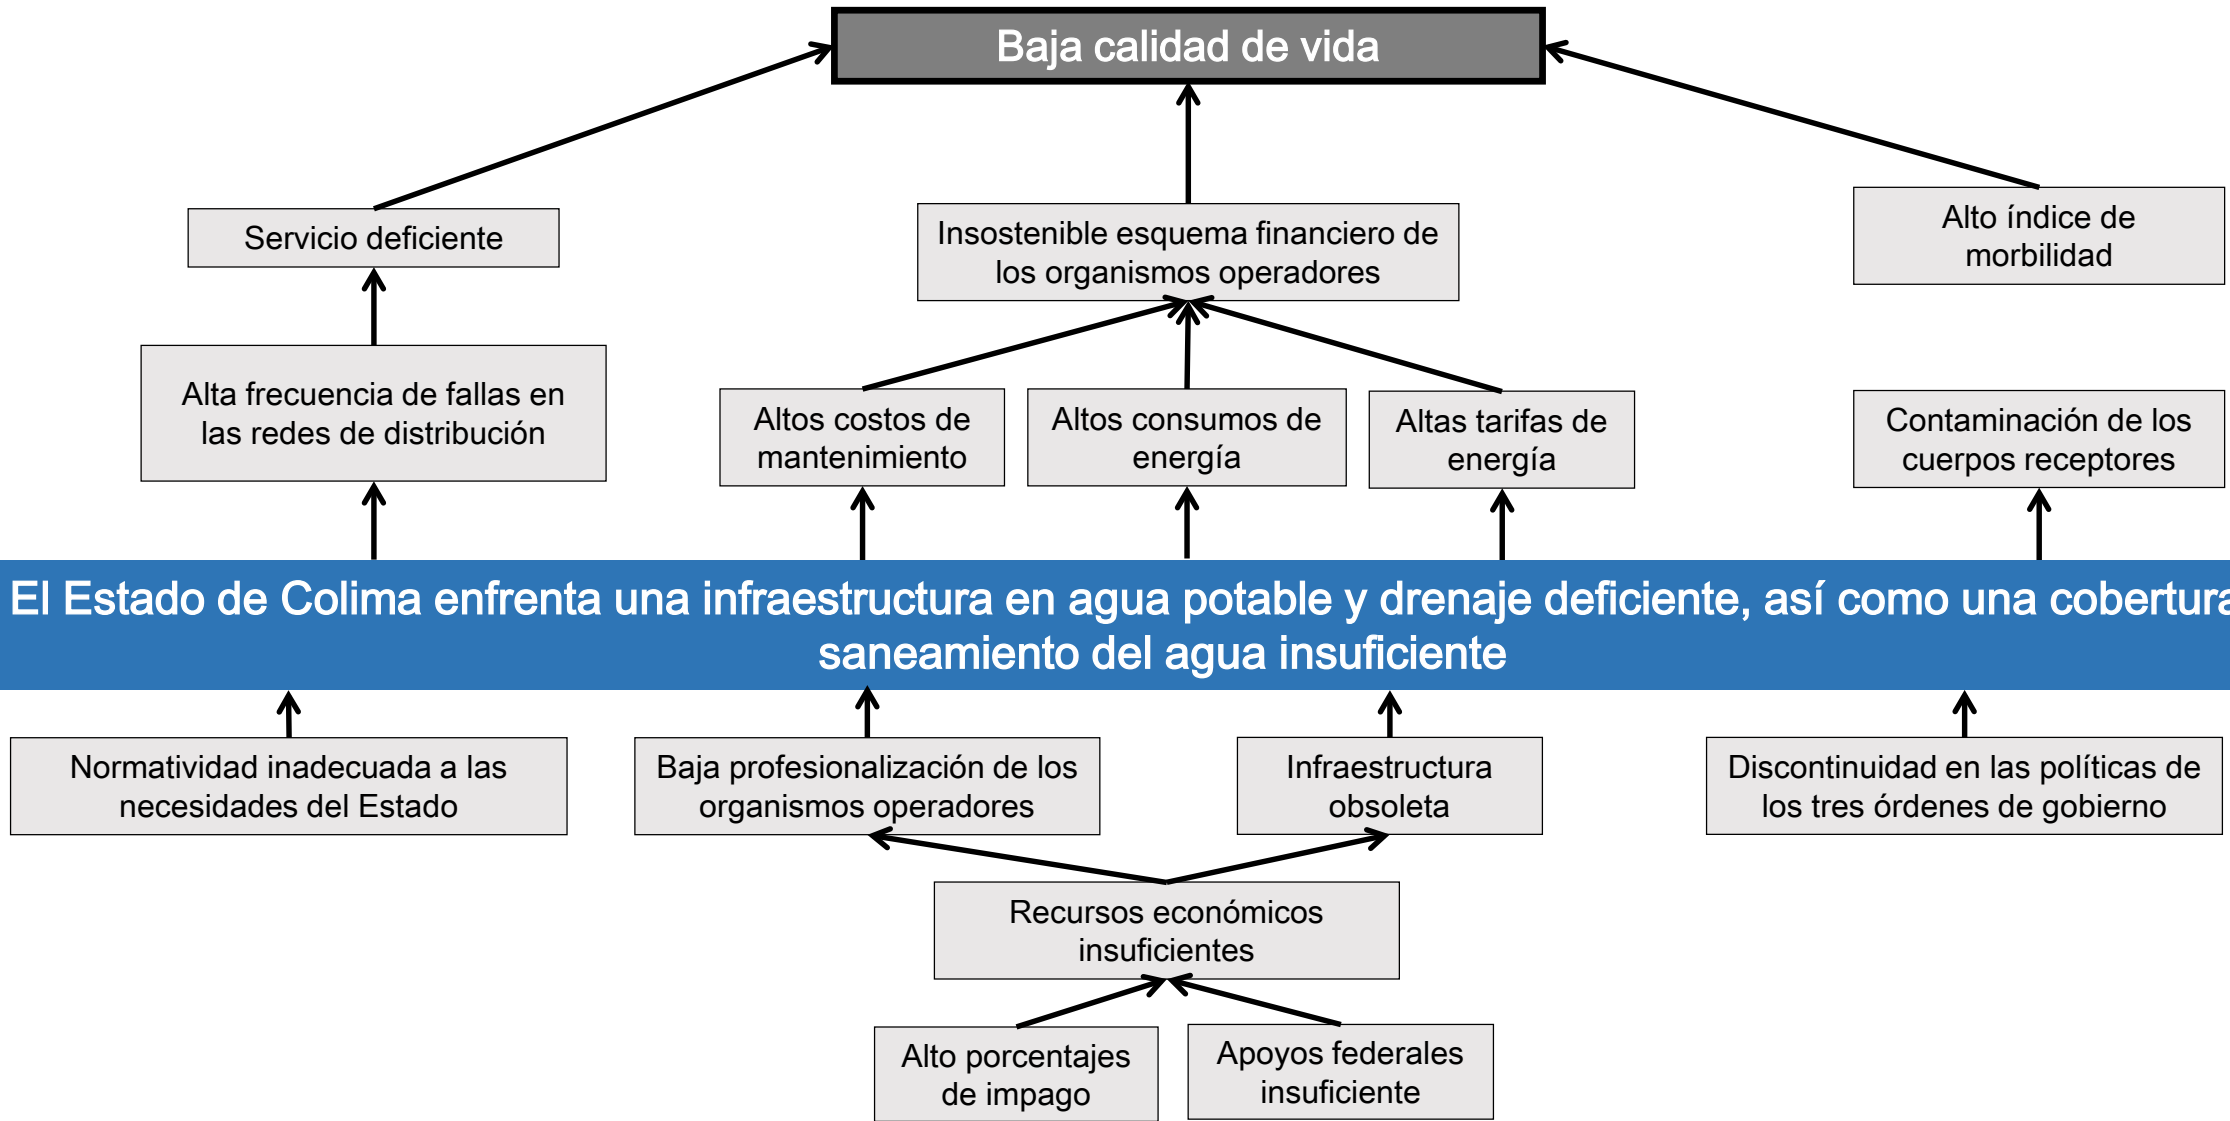 Baja calidad de vida
Servicio deficiente
Insostenible esquema financiero de
los organismos operadores
Alto índice de
morbilidad
Alta frecuencia de fallas en
las redes de distribución
Altos costos de
mantenimiento
Altos consumos de
energía
Altas tarifas de
energía
Contaminación de los
cuerpos receptores
El Estado de Colima enfrenta una infraestructura en agua potable y drenaje deficiente, así como una cobertura
saneamiento del agua insuficiente
Normatividad inadecuada a las
necesidades del Estado
Baja profesionalización de los
organismos operadores
Infraestructura
obsoleta
Discontinuidad en las políticas de
los tres órdenes de gobierno
Recursos económicos
insuficientes
Alto porcentajes
de impago
Apoyos federales
insuficiente